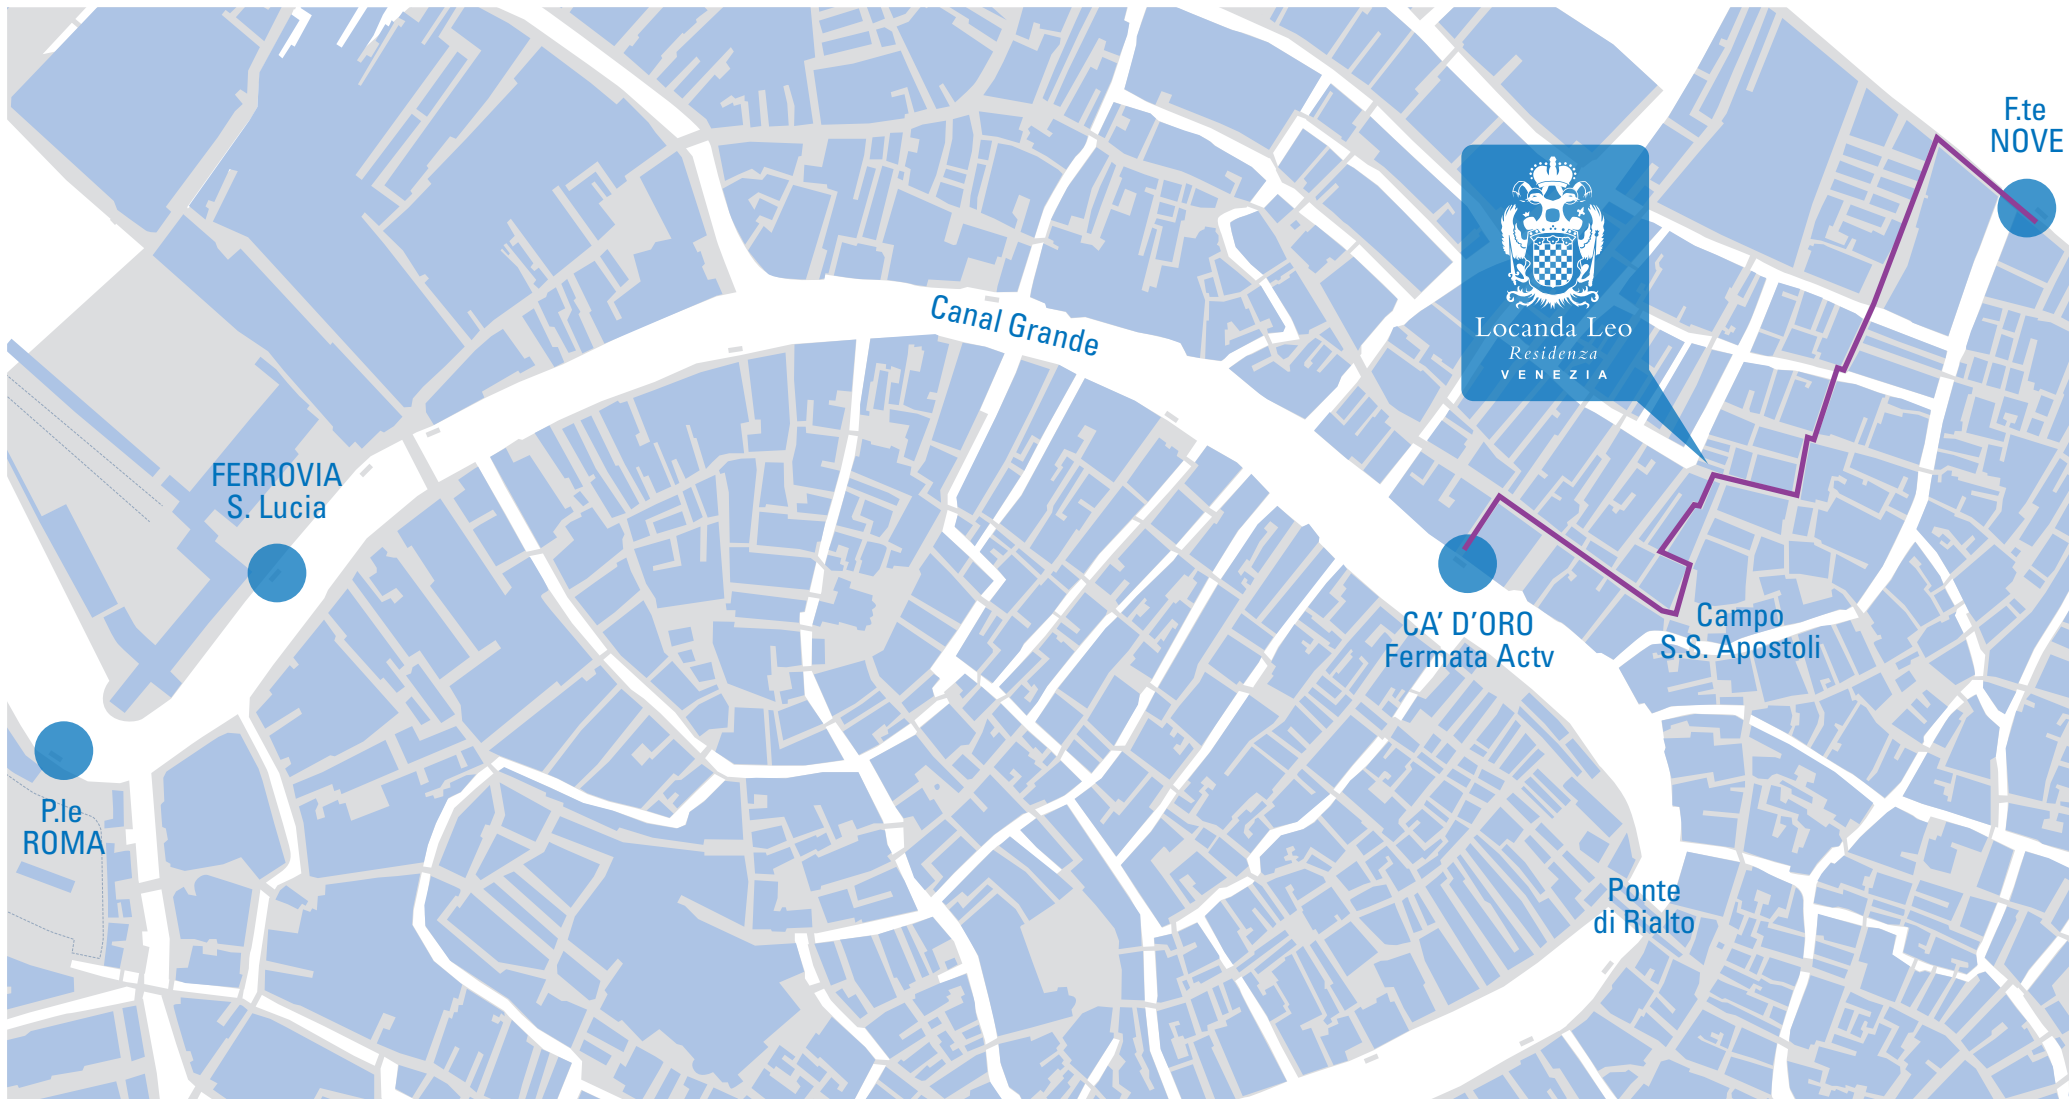 F.te
NOVE
Locanda Leo
Residenza
VENEZIA
Canal Grande
FERROVIA
S. Lucia
CA' D'ORO
Fermata Actv
Campo
S.S. Apostoli
P.le
ROMA
Ponte
di Rialto